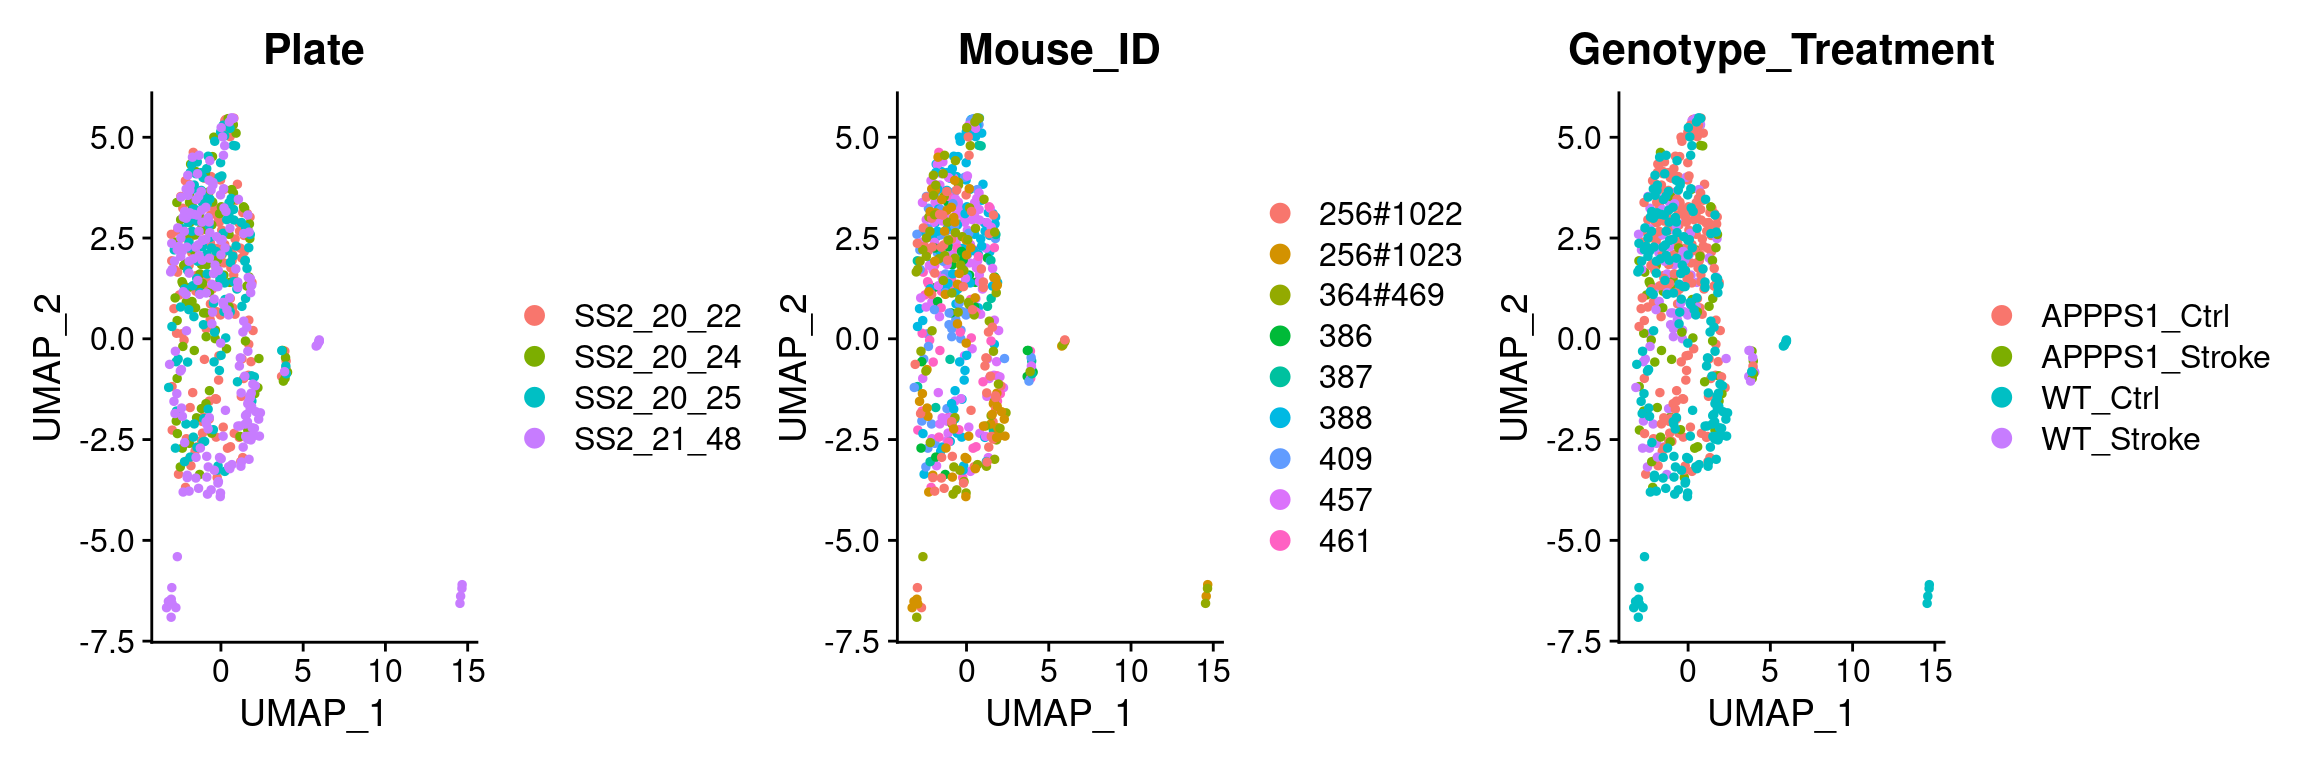 Plate
UMAP_2
5.0
2.5
0.0
-2.5
-5.0
-7.5
0 5 10 15
UMAP_1
SS2_20_22
SS2_20_24
SS2_20_25
SS2_21_48
Mouse_ID
UMAP_2
5.0
2.5
0.0
-2.5
-5.0
-7.5
0 5 10 15
UMAP_1
256#1022
256#1023
364#469
386
387
388
409
457
461
Genotype_Treatment
UMAP_2
5.0
2.5
0.0
-2.5
-5.0
-7.5
0 5 10 15
UMAP_1
APPPS1_Ctrl
APPPS1_Stroke
WT_Ctrl
WT_Stroke